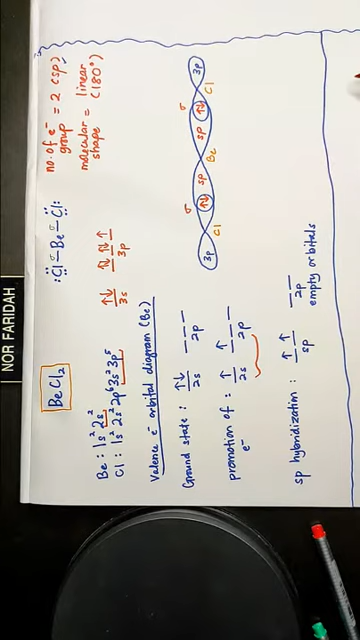 BeCl2
:Cl-Be-Cl:
σ σ
no. of e⁻ group = 2 (sp)
molecular shape = linear (180°)
Be : 1s² 2s²
Cl : 1s² 2s² 2p⁶ 3s² 3p⁵
↑↓ ↑↓ ↑↓ ↑
3s 3p
Valence e⁻ orbital diagram (Be)
Ground state : ↑↓ _ _ _
2s 2p
promotion of e⁻ : ↑ ↑ _ _
2s 2p
sp hybridization : ↑ ↑ _ _
sp 2p
empty orbitals
σ σ
3p ↑↓ sp sp ↑↓ 3p
Cl Be Cl
NOR FARIDAH